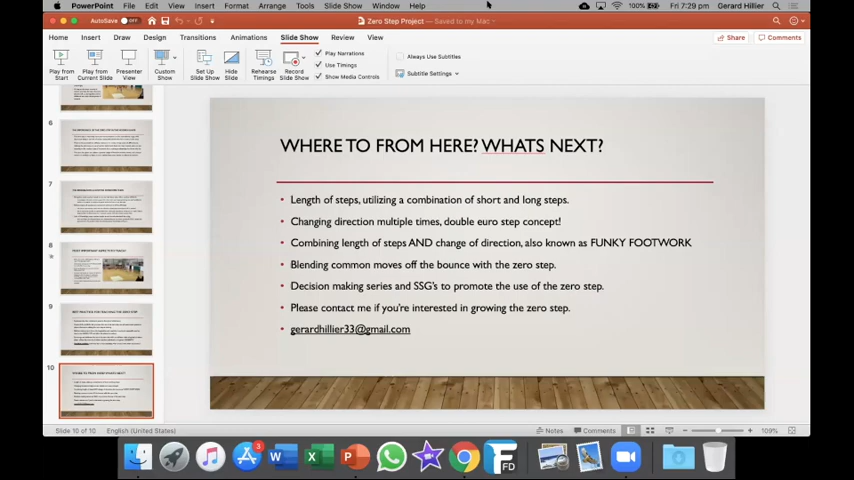 PowerPoint File Edit View Insert Format Arrange Tools Slide Show Window Help 100% Fri 7:29 pm Gerard Hillier
AutoSave OFF Zero Step Project — Saved to my Mac
Home Insert Draw Design Transitions Animations Slide Show Review View Share Comments
Play from Start
Play from Current Slide
Presenter View
Custom Show
Set Up Slide Show
Hide Slide
Rehearse Timings
Record Slide Show
Play Narrations
Use Timings
Show Media Controls
Always Use Subtitles
Subtitle Settings
6
7
8
9
10
WHERE TO FROM HERE? WHATS NEXT?
• Length of steps, utilizing a combination of short and long steps.
• Changing direction multiple times, double euro step concept!
• Combining length of steps AND change of direction, also known as FUNKY FOOTWORK
• Blending common moves off the bounce with the zero step.
• Decision making series and SSG's to promote the use of the zero step.
• Please contact me if you're interested in growing the zero step.
• gerardhillier33@gmail.com
Slide 10 of 10 English (United States) Notes Comments 109%
3
W X P F FD